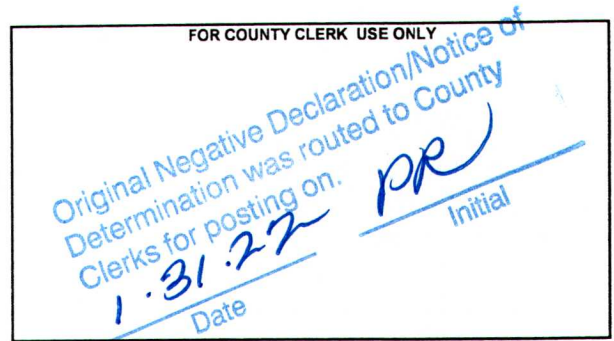 FOR COUNTY CLERK USE ONLY
Original Negative Declaration/Notice of
Determination was routed to County
Clerks for posting on.
1.31.22 PR
Date Initial